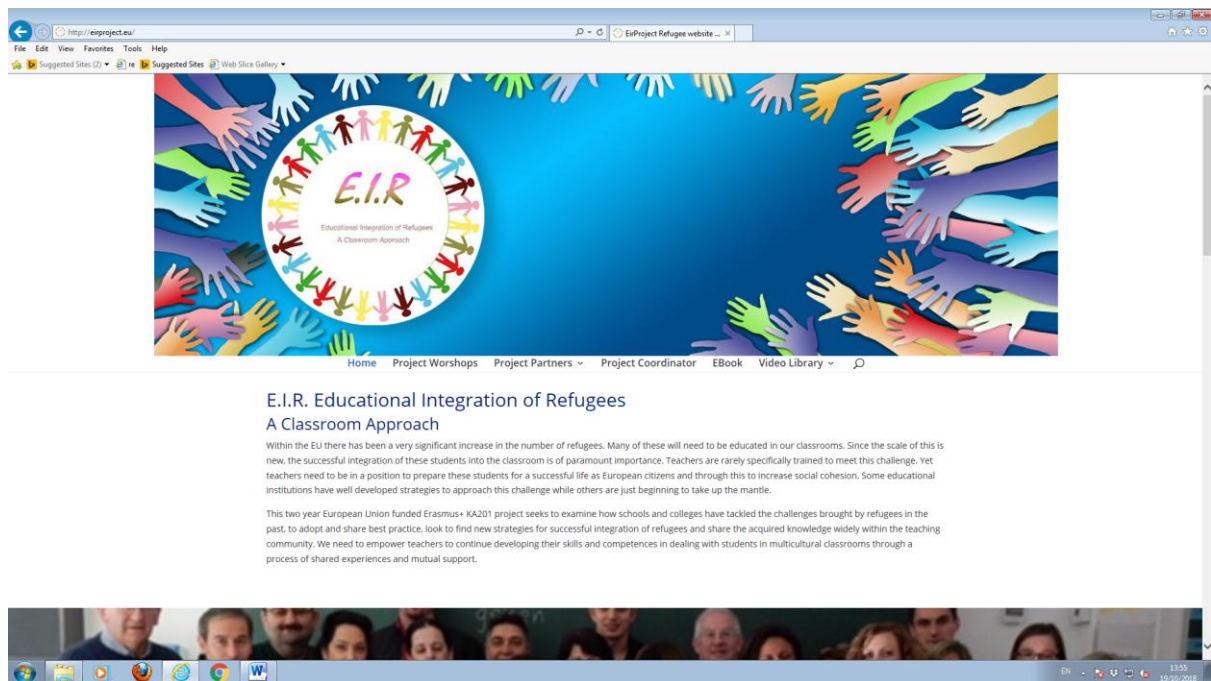 http://eirproject.eu/
EirProject Refugee website ...
File Edit View Favorites Tools Help
Suggested Sites (2) re Suggested Sites Web Slice Gallery
E.I.R
Educational Integration of Refugees
A Classroom Approach
Home Project Worshops Project Partners Project Coordinator EBook Video Library
E.I.R. Educational Integration of Refugees
A Classroom Approach
Within the EU there has been a very significant increase in the number of refugees. Many of these will need to be educated in our classrooms. Since the scale of this is
new, the successful integration of these students into the classroom is of paramount importance. Teachers are rarely specifically trained to meet this challenge. Yet
teachers need to be in a position to prepare these students for a successful life as European citizens and through this to increase social cohesion. Some educational
institutions have well developed strategies to approach this challenge while others are just beginning to take up the mantle.
This two year European Union funded Erasmus+ KA201 project seeks to examine how schools and colleges have tackled the challenges brought by refugees in the
past, to adopt and share best practice, look to find new strategies for successful integration of refugees and share the acquired knowledge widely within the teaching
community. We need to empower teachers to continue developing their skills and competences in dealing with students in multicultural classrooms through a
process of shared experiences and mutual support.
EN
13:55
19/10/2018